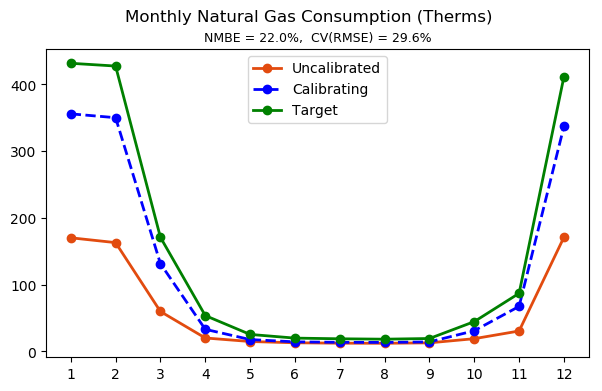 Monthly Natural Gas Consumption (Therms)
NMBE = 22.0%,  CV(RMSE) = 29.6%
Uncalibrated
Calibrating
Target
400
300
200
100
0
1 2 3 4 5 6 7 8 9 10 11 12